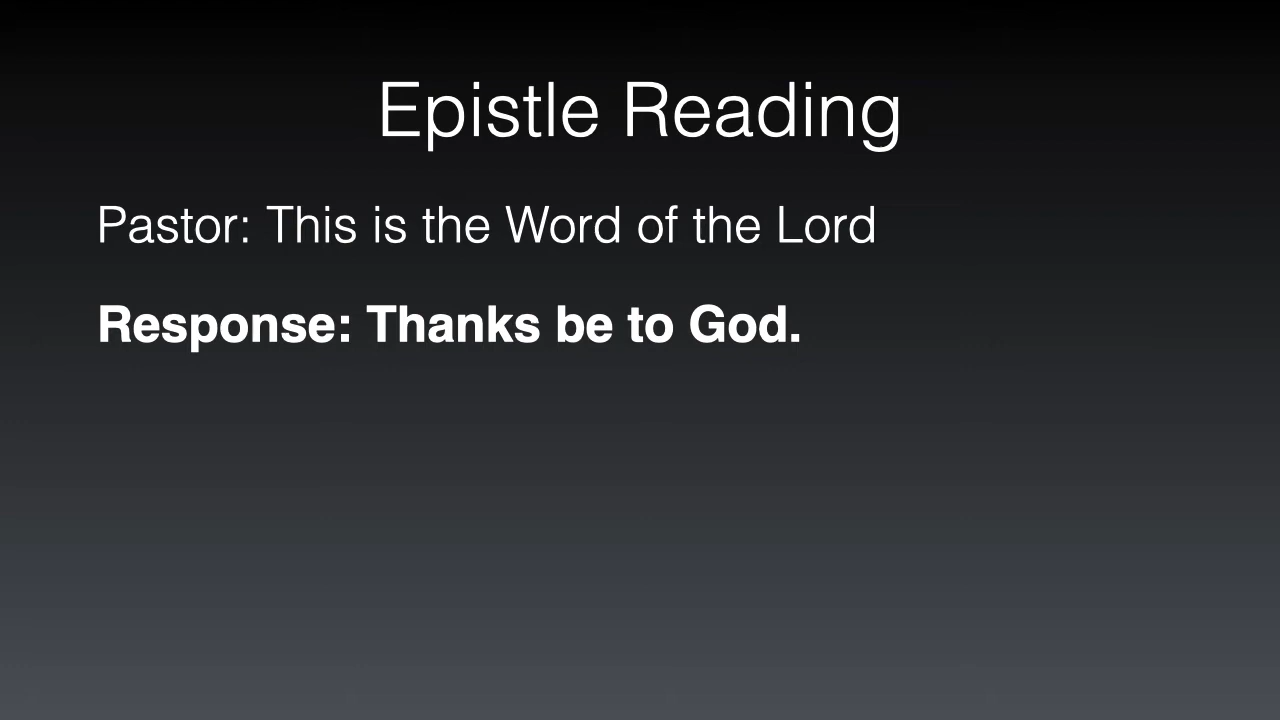 Epistle Reading
Pastor: This is the Word of the Lord
Response: Thanks be to God.